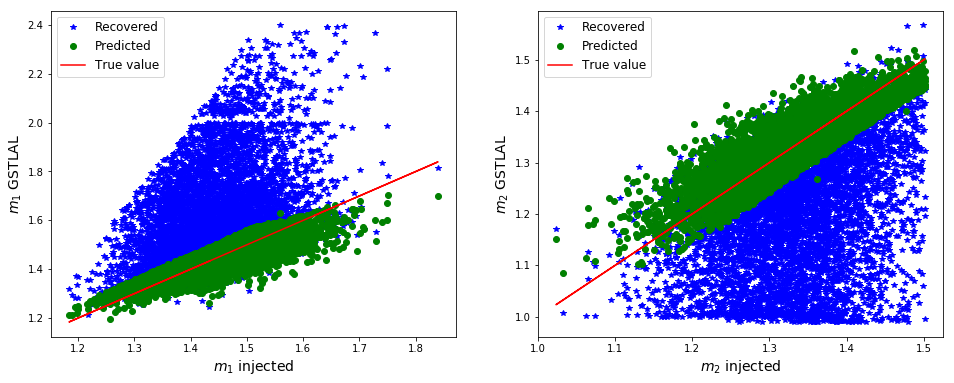 Recovered
Predicted
True value
2.4
2.2
2.0
1.8
1.6
1.4
1.2
m₁ GSTLAL
1.2 1.3 1.4 1.5 1.6 1.7 1.8
m₁ injected
Recovered
Predicted
True value
1.5
1.4
1.3
1.2
1.1
1.0
m₂ GSTLAL
1.0 1.1 1.2 1.3 1.4 1.5
m₂ injected